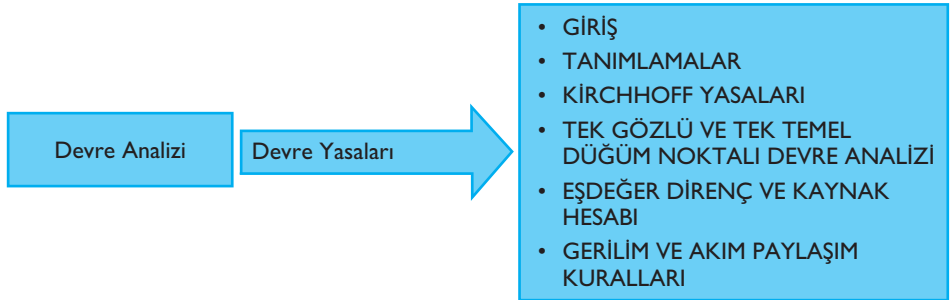 Devre Analizi
Devre Yasaları
• GİRİŞ
• TANIMLAMALAR
• KİRCHHOFF YASALARI
• TEK GÖZLÜ VE TEK TEMEL
DÜĞÜM NOKTALI DEVRE ANALİZİ
• EŞDEĞER DİRENÇ VE KAYNAK
HESABI
• GERİLİM VE AKIM PAYLAŞIM
KURALLARI